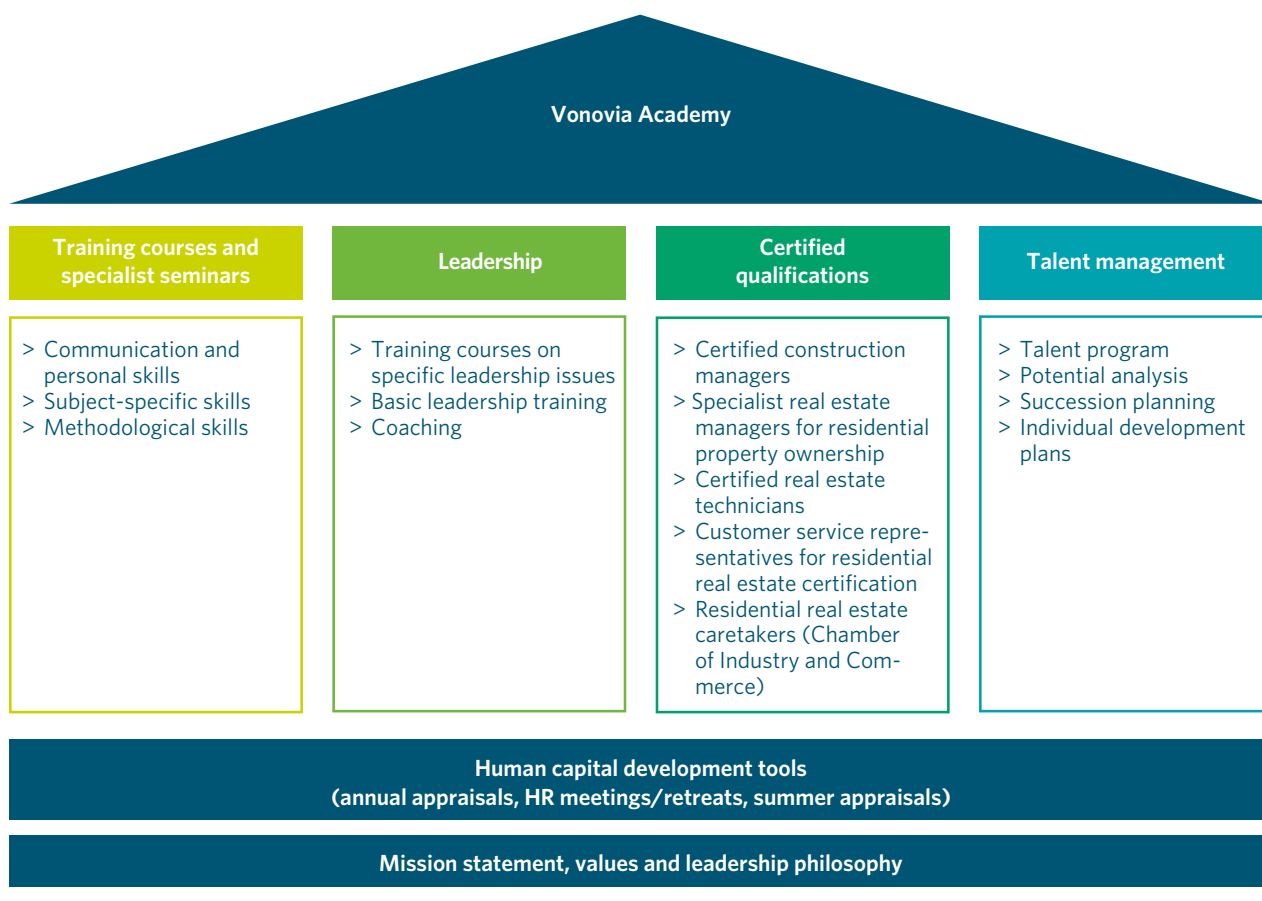 Vonovia Academy
Training courses and
specialist seminars
> Communication and
personal skills
> Subject-specific skills
> Methodological skills
Leadership
> Training courses on
specific leadership issues
> Basic leadership training
> Coaching
Certified
qualifications
> Certified construction
managers
> Specialist real estate
managers for residential
property ownership
> Certified real estate
technicians
> Customer service repre-
sentatives for residential
real estate certification
> Residential real estate
caretakers (Chamber
of Industry and Com-
merce)
Talent management
> Talent program
> Potential analysis
> Succession planning
> Individual development
plans
Human capital development tools
(annual appraisals, HR meetings/retreats, summer appraisals)
Mission statement, values and leadership philosophy